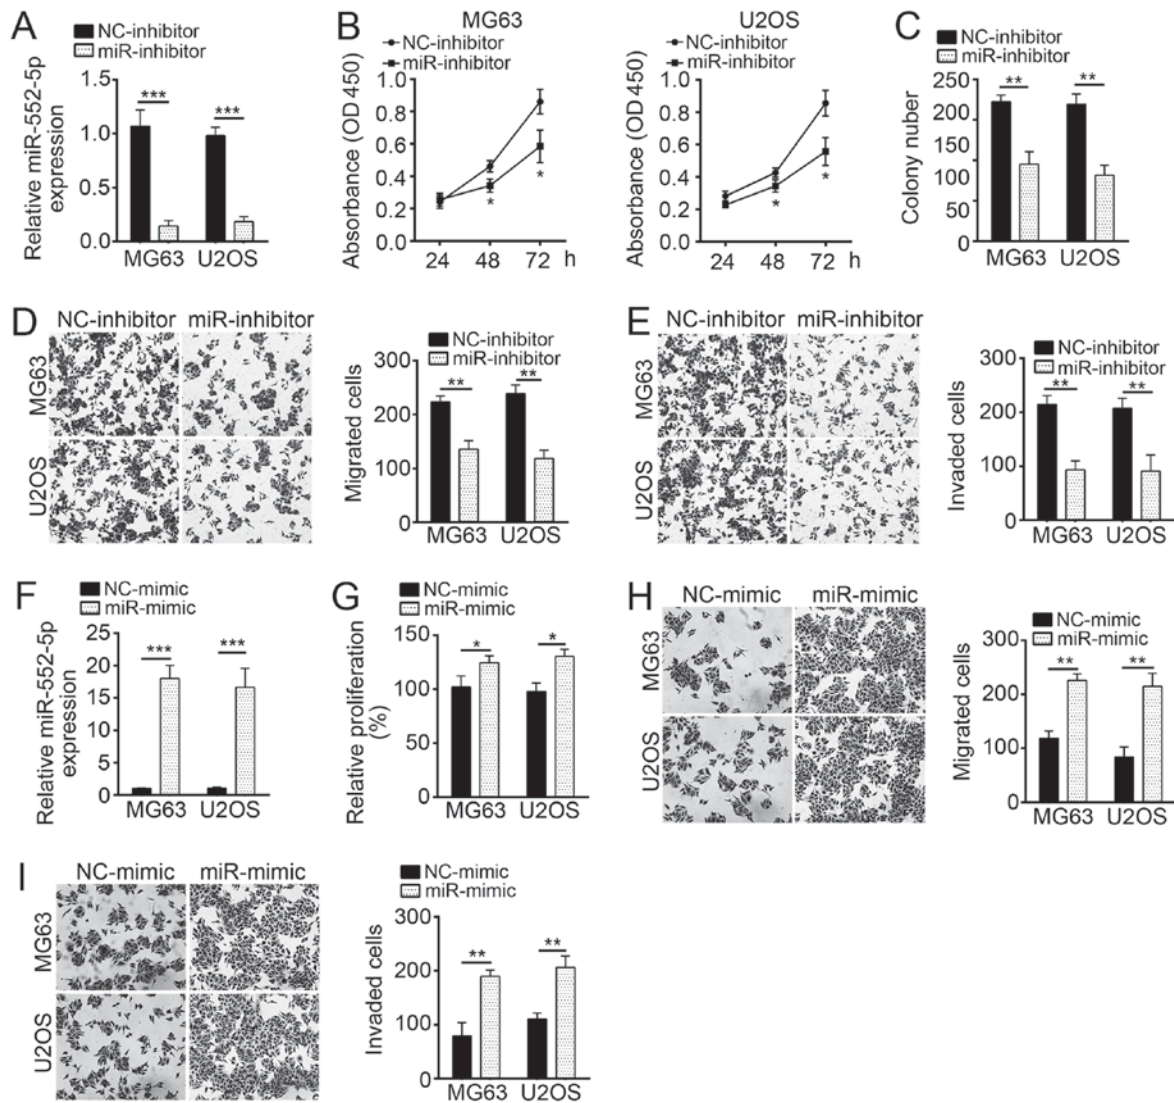 A
NC-inhibitor
miR-inhibitor
Relative miR-552-5p
expression
1.5
1.0
0.5
0.0
***
***
MG63 U2OS
B
MG63
NC-inhibitor
miR-inhibitor
Absorbance (OD 450)
1.0
0.8
0.6
0.4
0.2
0.0
*
*
24 48 72 h
U2OS
NC-inhibitor
miR-inhibitor
Absorbance (OD 450)
1.0
0.8
0.6
0.4
0.2
0.0
*
*
24 48 72 h
C
NC-inhibitor
miR-inhibitor
Colony nuber
250
200
150
100
50
0
**
**
MG63 U2OS
D
NC-inhibitor miR-inhibitor
MG63
U2OS
NC-inhibitor
miR-inhibitor
Migrated cells
300
200
100
0
**
**
MG63 U2OS
E
NC-inhibitor miR-inhibitor
MG63
U2OS
NC-inhibitor
miR-inhibitor
Invaded cells
300
200
100
0
**
**
MG63 U2OS
F
NC-mimic
miR-mimic
Relative miR-552-5p
expression
25
20
15
10
5
0
***
***
MG63 U2OS
G
NC-mimic
miR-mimic
Relative proliferation
(%)
150
100
50
0
*
*
MG63 U2OS
H
NC-mimic miR-mimic
MG63
U2OS
NC-mimic
miR-mimic
Migrated cells
300
200
100
0
**
**
MG63 U2OS
I
NC-mimic miR-mimic
MG63
U2OS
NC-mimic
miR-mimic
Invaded cells
300
200
100
0
**
**
MG63 U2OS